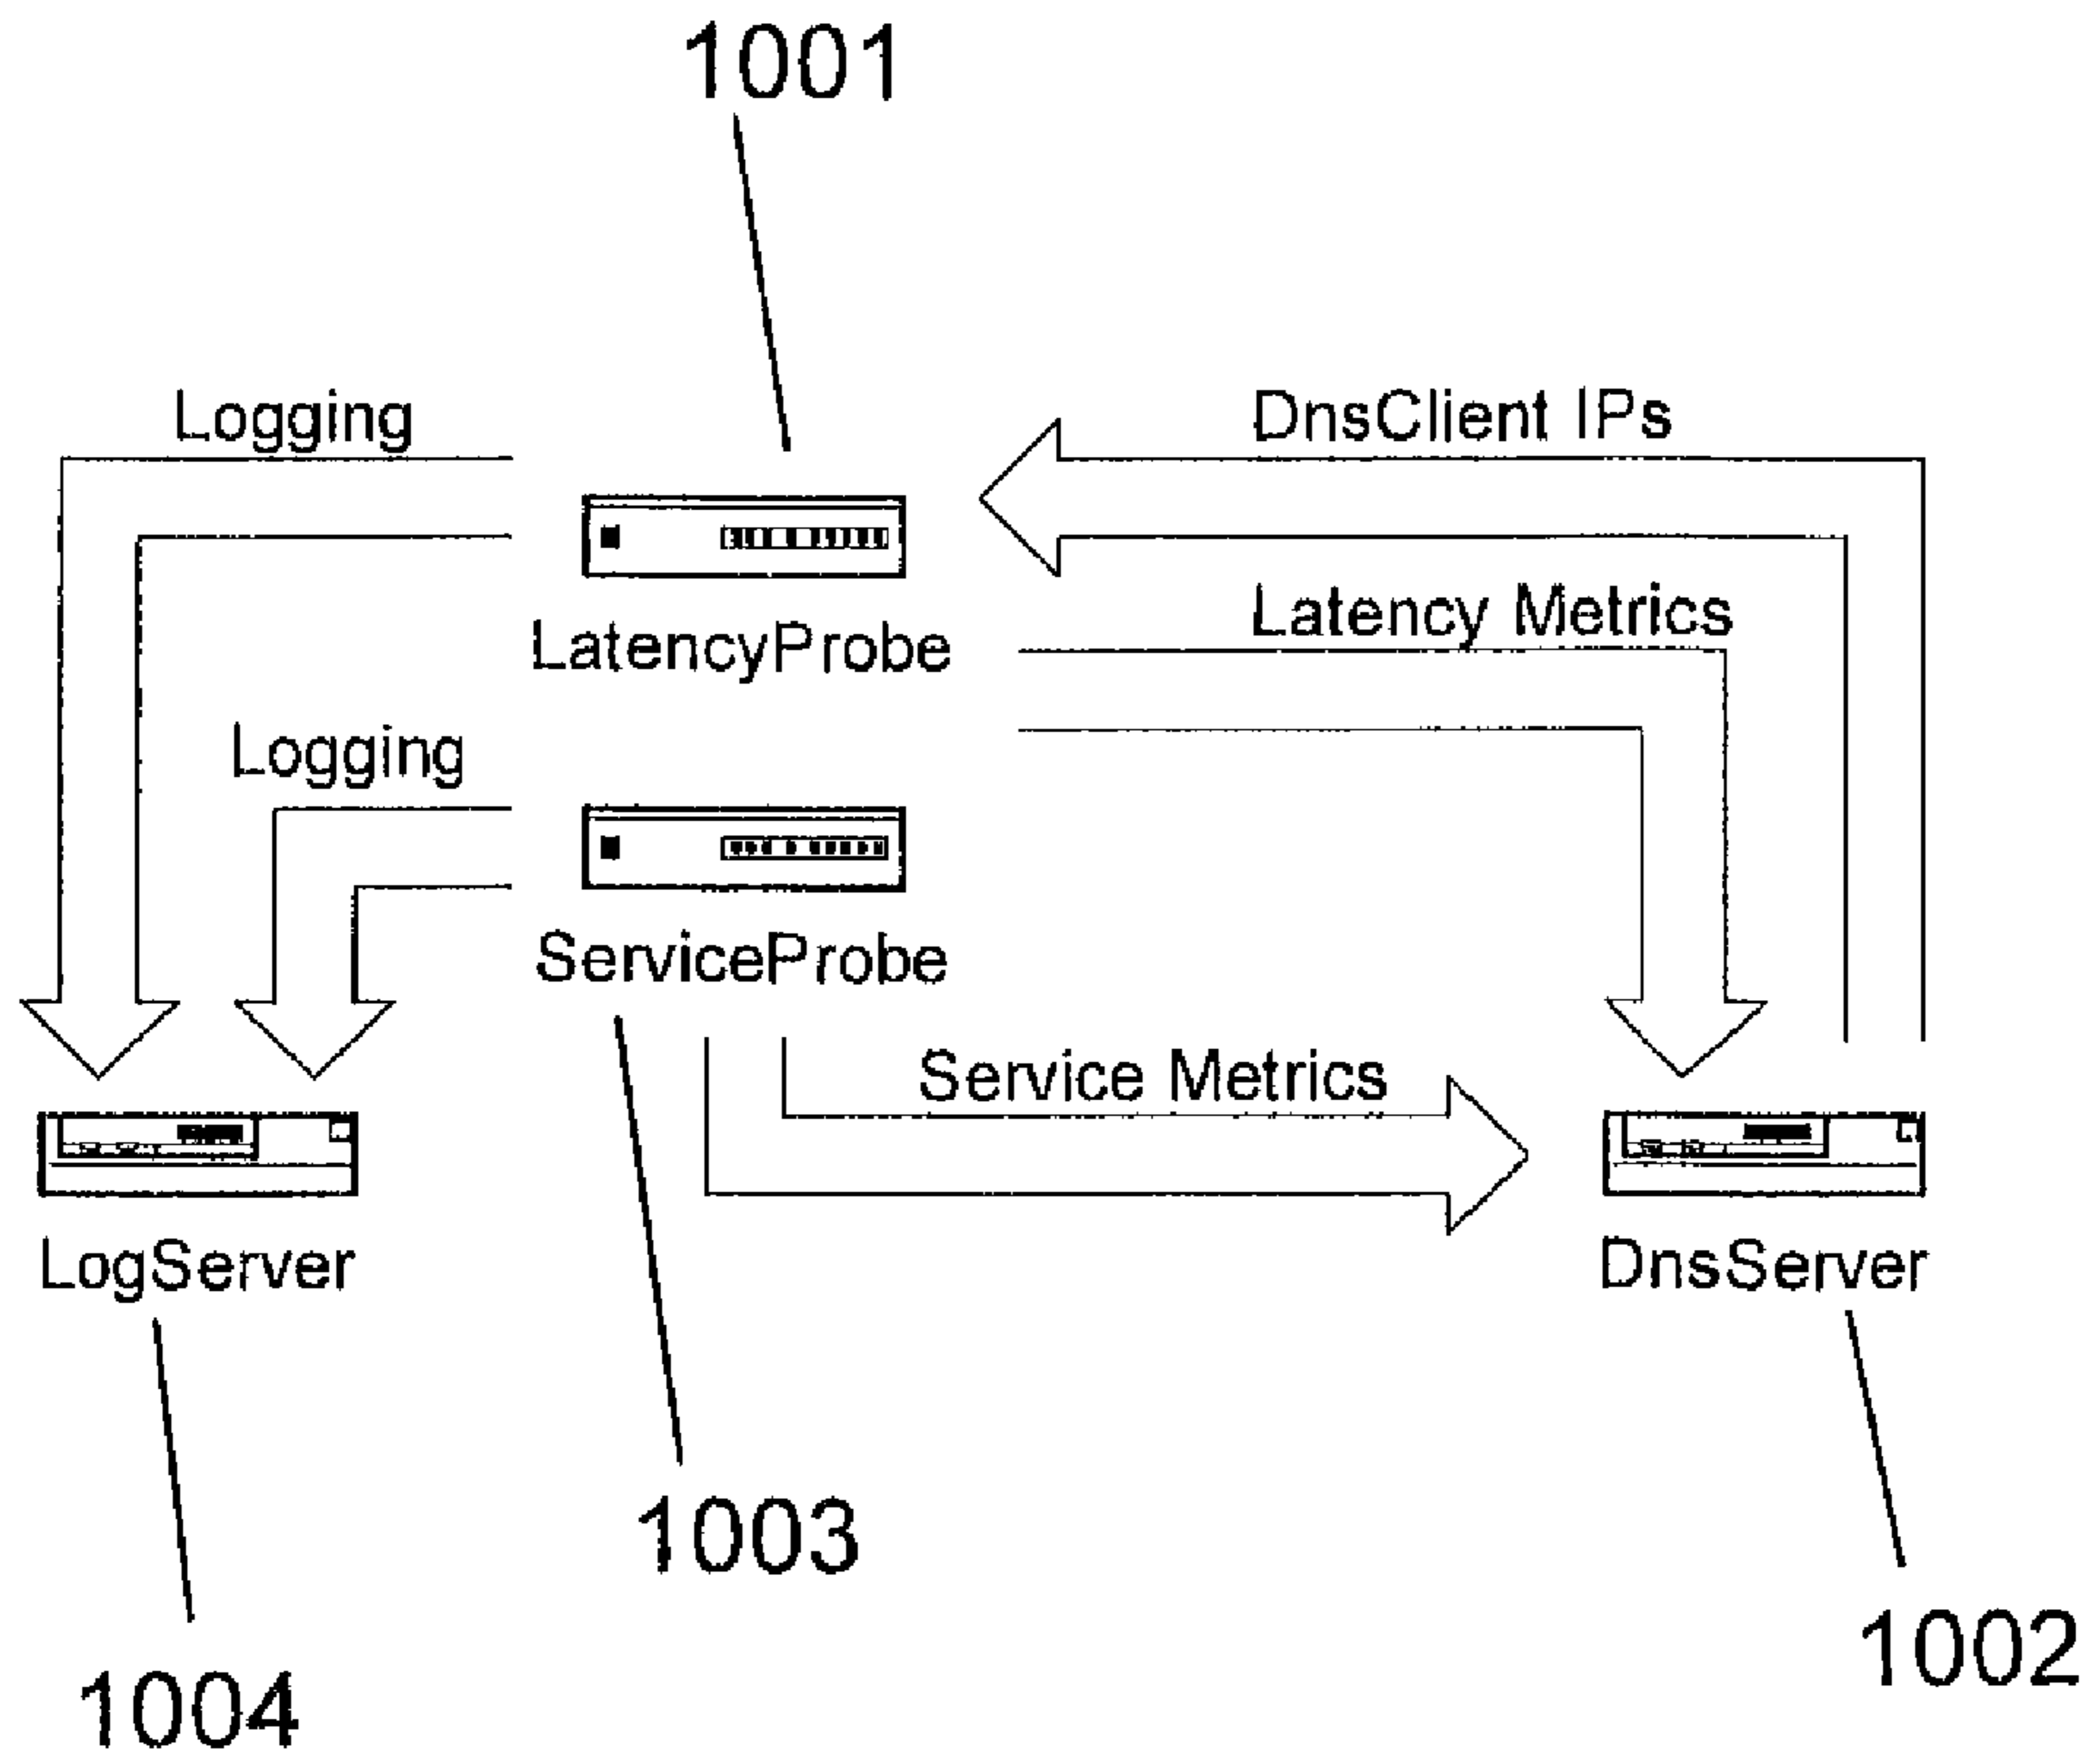 1001
Logging
DnsClient IPs
Latency Metrics
LatencyProbe
Logging
ServiceProbe
Service Metrics
LogServer
DnsServer
1003
1002
1004